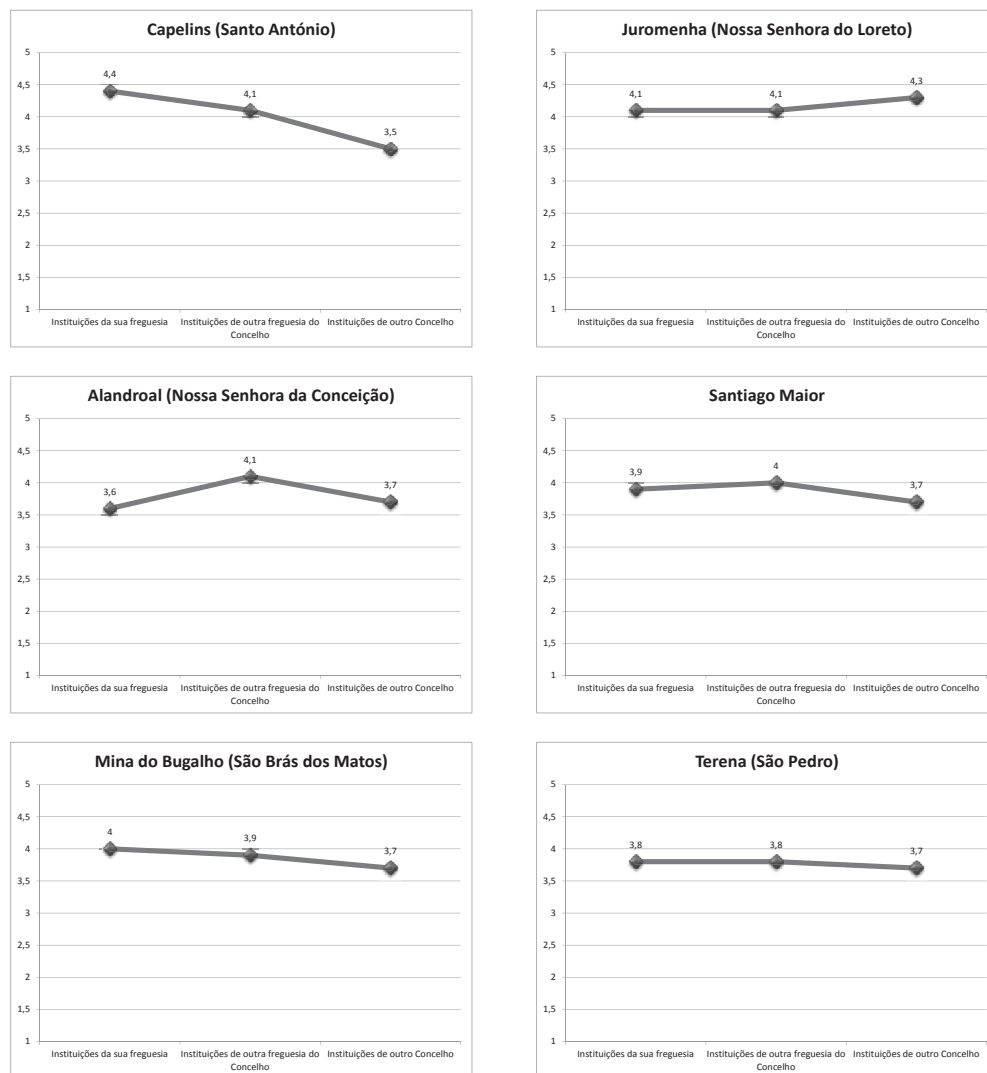 Capelins (Santo António)
5
4,5
4
3,5
3
2,5
2
1,5
1
4,4
4,1
3,5
Instituições da sua freguesia
Instituições de outra freguesia do
Concelho
Instituições de outro Concelho
Juromenha (Nossa Senhora do Loreto)
5
4,5
4
3,5
3
2,5
2
1,5
1
4,1
4,1
4,3
Instituições da sua freguesia
Instituições de outra freguesia do
Concelho
Instituições de outro Concelho
Alandroal (Nossa Senhora da Conceição)
5
4,5
4
3,5
3
2,5
2
1,5
1
3,6
4,1
3,7
Instituições da sua freguesia
Instituições de outra freguesia do
Concelho
Instituições de outro Concelho
Santiago Maior
5
4,5
4
3,5
3
2,5
2
1,5
1
3,9
4
3,7
Instituições da sua freguesia
Instituições de outra freguesia do
Concelho
Instituições de outro Concelho
Mina do Bugalho (São Brás dos Matos)
5
4,5
4
3,5
3
2,5
2
1,5
1
4
3,9
3,7
Instituições da sua freguesia
Instituições de outra freguesia do
Concelho
Instituições de outro Concelho
Terena (São Pedro)
5
4,5
4
3,5
3
2,5
2
1,5
1
3,8
3,8
3,7
Instituições da sua freguesia
Instituições de outra freguesia do
Concelho
Instituições de outro Concelho